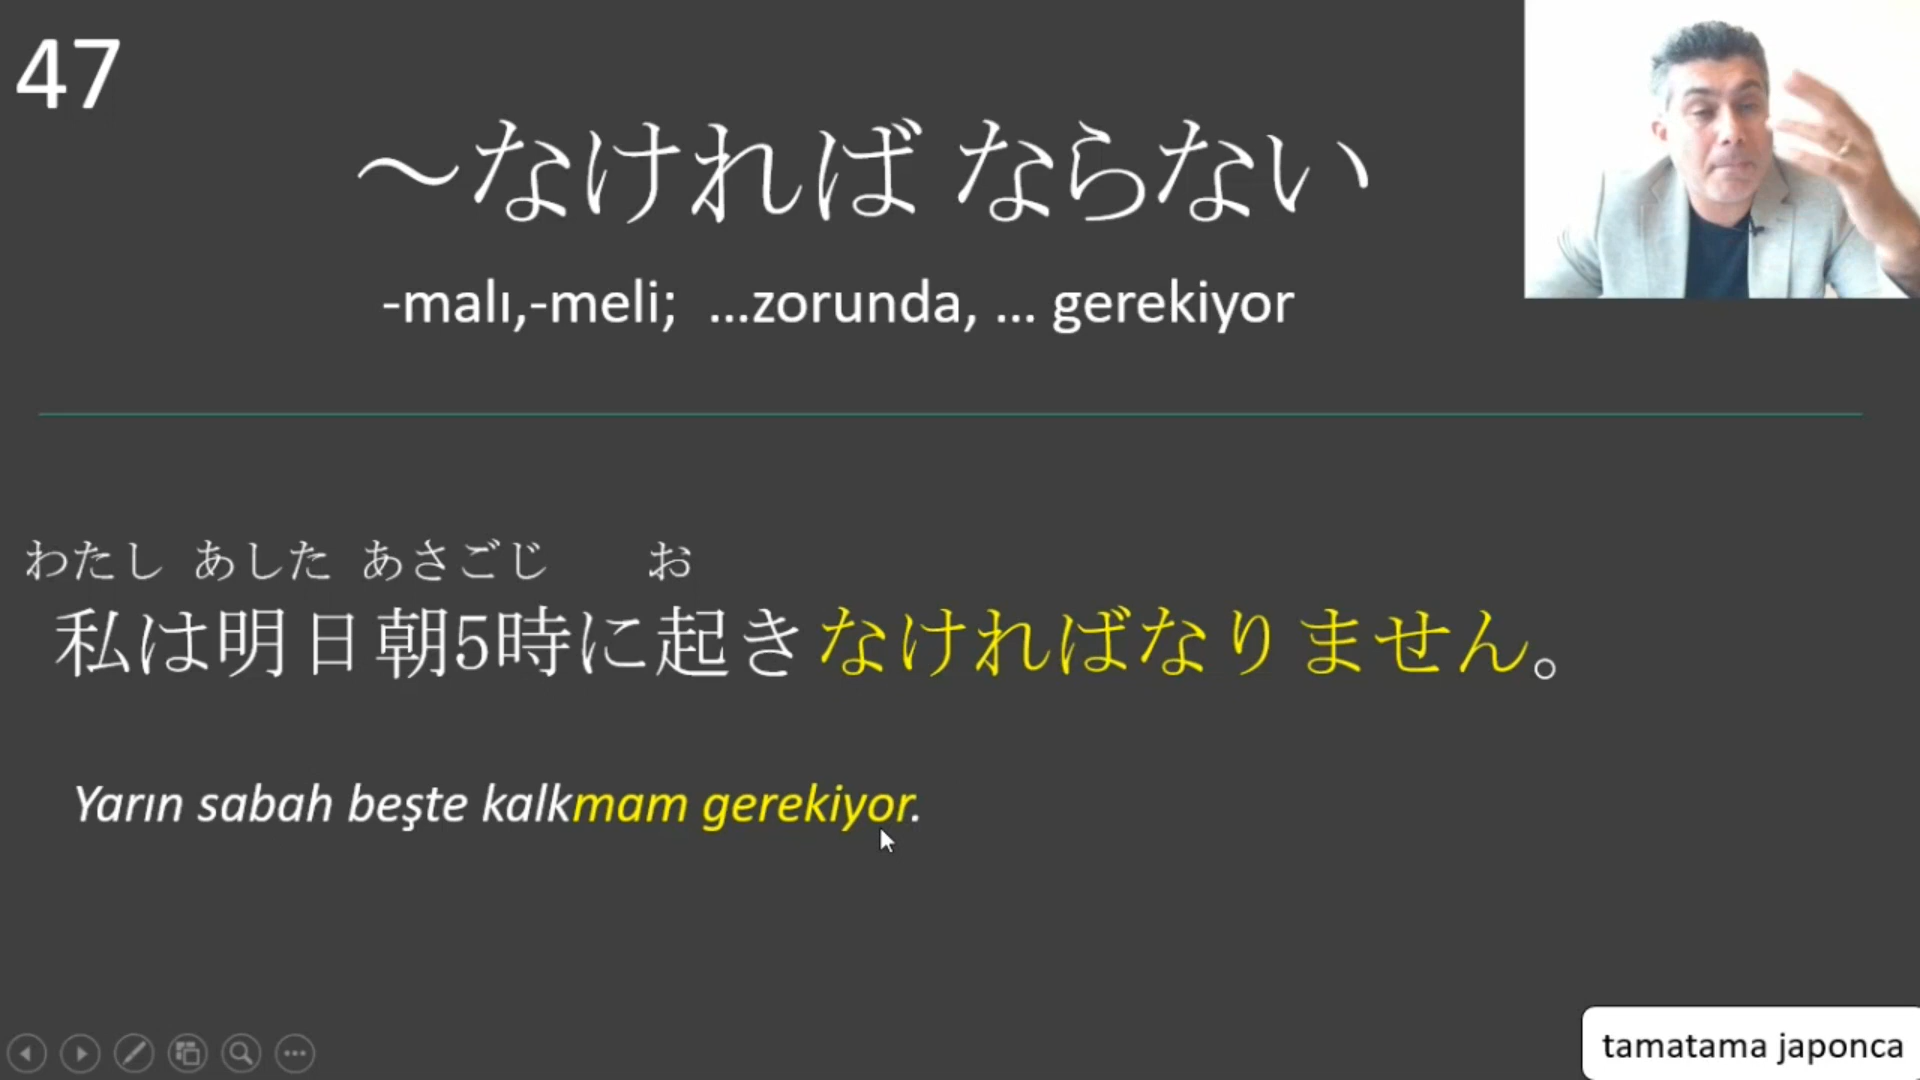 47
～なければ ならない
-malı,-meli; ...zorunda, ... gerekiyor
わたし あした あさごじ お
私は明日朝5時に起きなければなりません。
Yarın sabah beşte kalkmam gerekiyor.
tamatama japonca